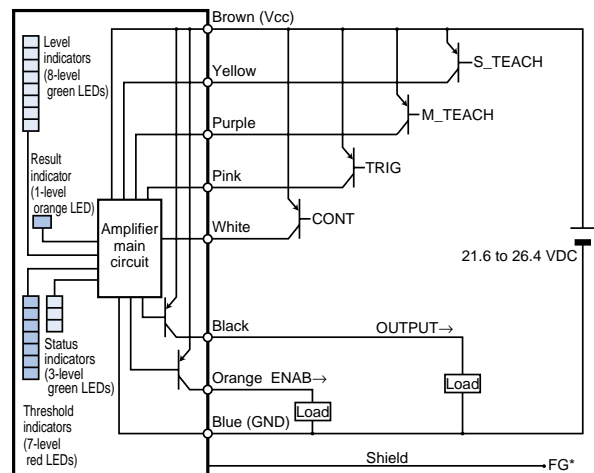 Brown (Vcc)
Level
indicators
(8-level
green LEDs)
Yellow
S_TEACH
Purple
M_TEACH
Result
indicator
(1-level
orange LED)
Pink
TRIG
Amplifier
main
circuit
White
CONT
21.6 to 26.4 VDC
Black
OUTPUT→
Status
indicators
(3-level
green LEDs)
Orange ENAB→
Load
Load
Threshold
indicators
(7-level
red LEDs)
Blue (GND)
Shield
FG*